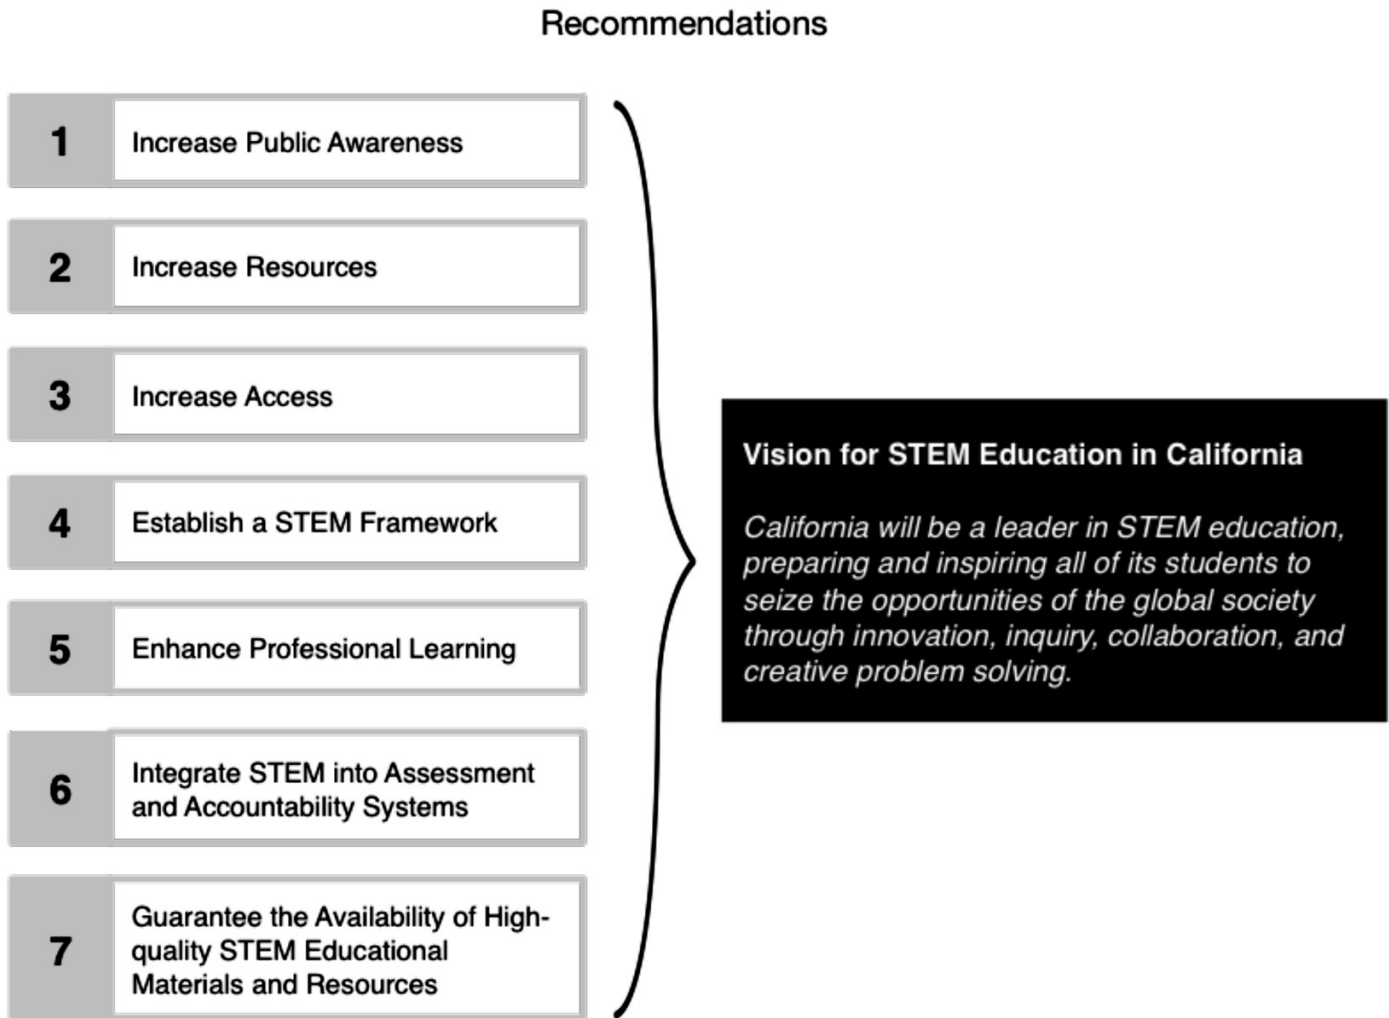 Recommendations
1
Increase Public Awareness
2
Increase Resources
3
Increase Access
4
Establish a STEM Framework
5
Enhance Professional Learning
6
Integrate STEM into Assessment
and Accountability Systems
7
Guarantee the Availability of High-
quality STEM Educational
Materials and Resources
Vision for STEM Education in California
California will be a leader in STEM education,
preparing and inspiring all of its students to
seize the opportunities of the global society
through innovation, inquiry, collaboration, and
creative problem solving.